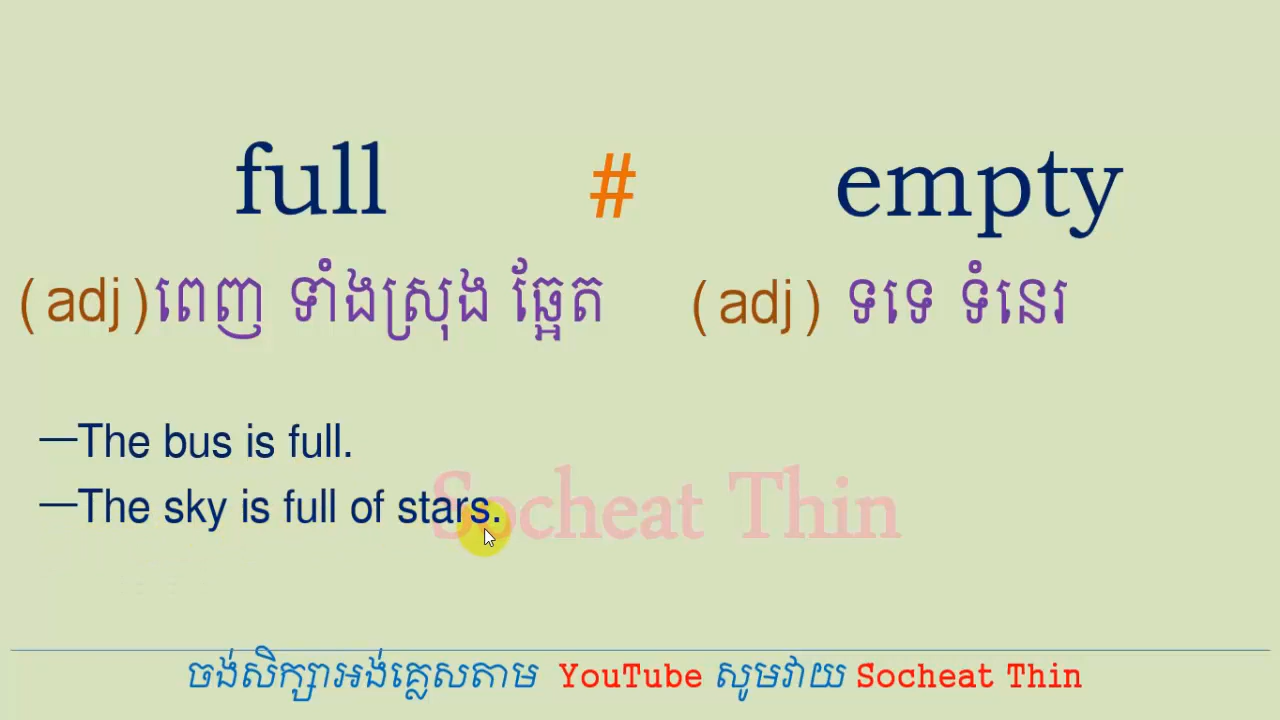 full # empty
(adj)ពេញ ទាំងស្រុង ឆ្អែត (adj) ទទេ ទំនេរ
—The bus is full.
—The sky is full of stars.
Socheat Thin
ចង់សិក្សាអង់គ្លេសតាម YouTube សូមវាយ Socheat Thin